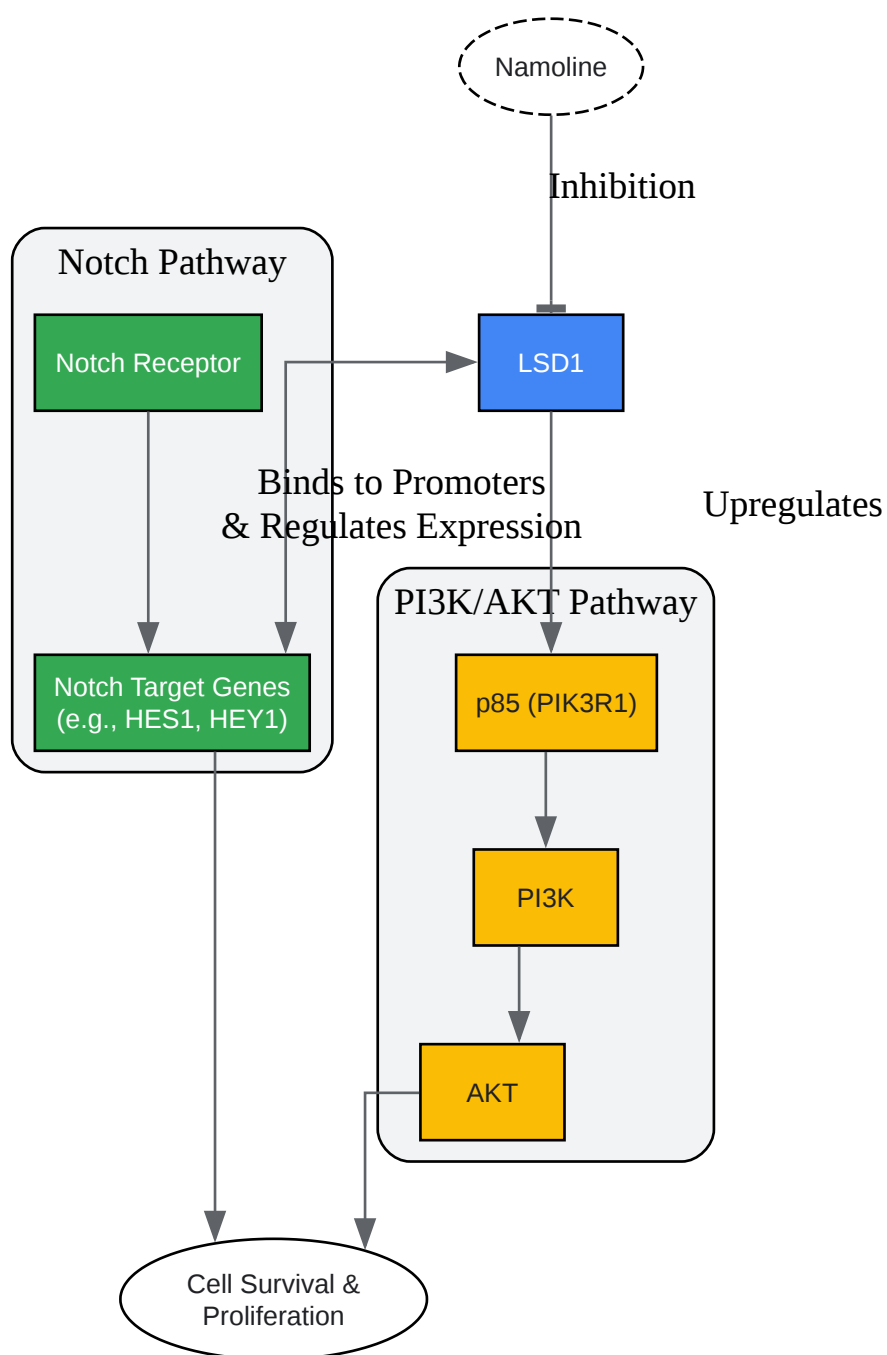 Namoline
Inhibition
Notch Pathway
Notch Receptor
LSD1
Binds to Promoters
& Regulates Expression
Upregulates
PI3K/AKT Pathway
Notch Target Genes
(e.g., HES1, HEY1)
p85 (PIK3R1)
PI3K
AKT
Cell Survival &
Proliferation